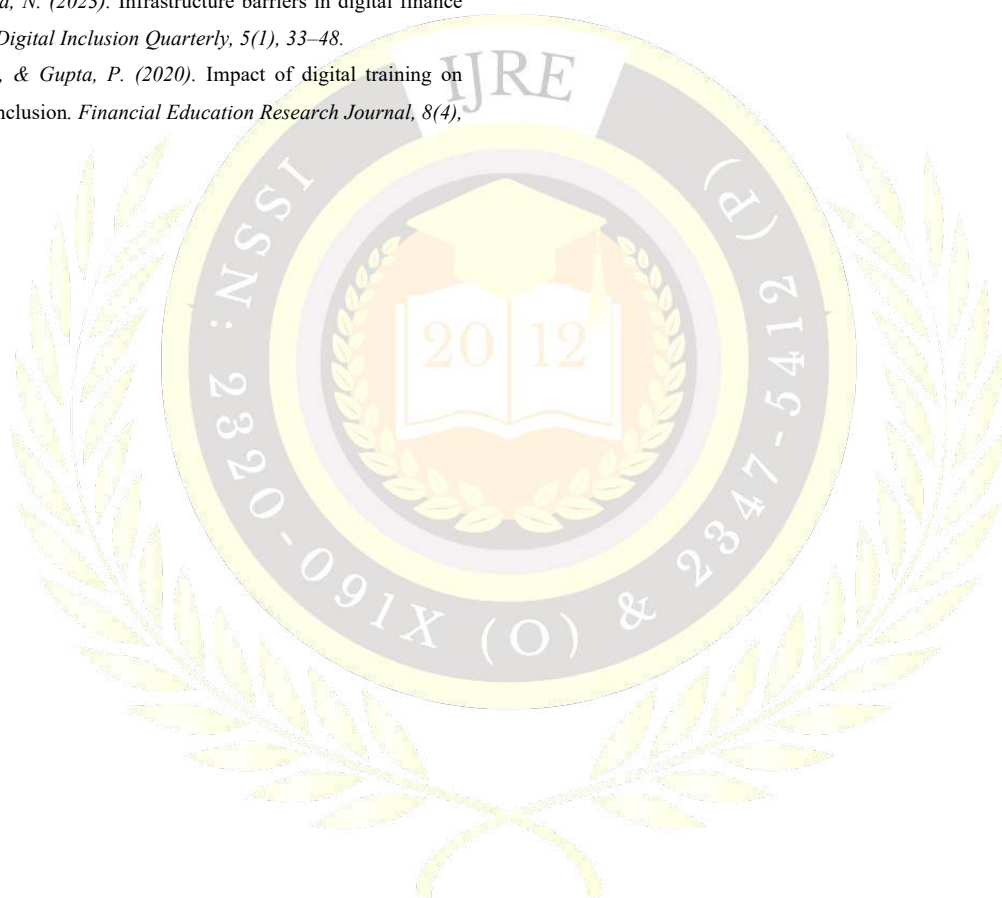 a, N. (2023). Infrastructure barriers in digital finance
Digital Inclusion Quarterly, 5(1), 33–48.
, & Gupta, P. (2020). Impact of digital training on
nclusion. Financial Education Research Journal, 8(4),
IJRE
ISSN : 2320-091X (O) & 2347-5412 (P)
20 12